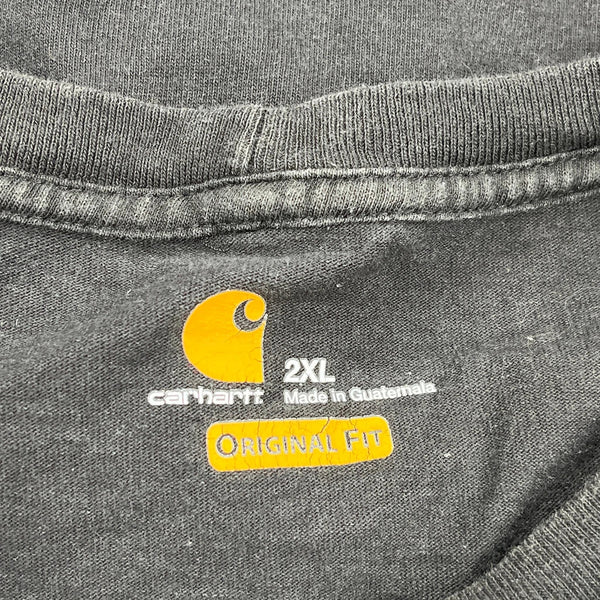 carhartt
2XL
Made in Guatemala
ORIGINAL FIT